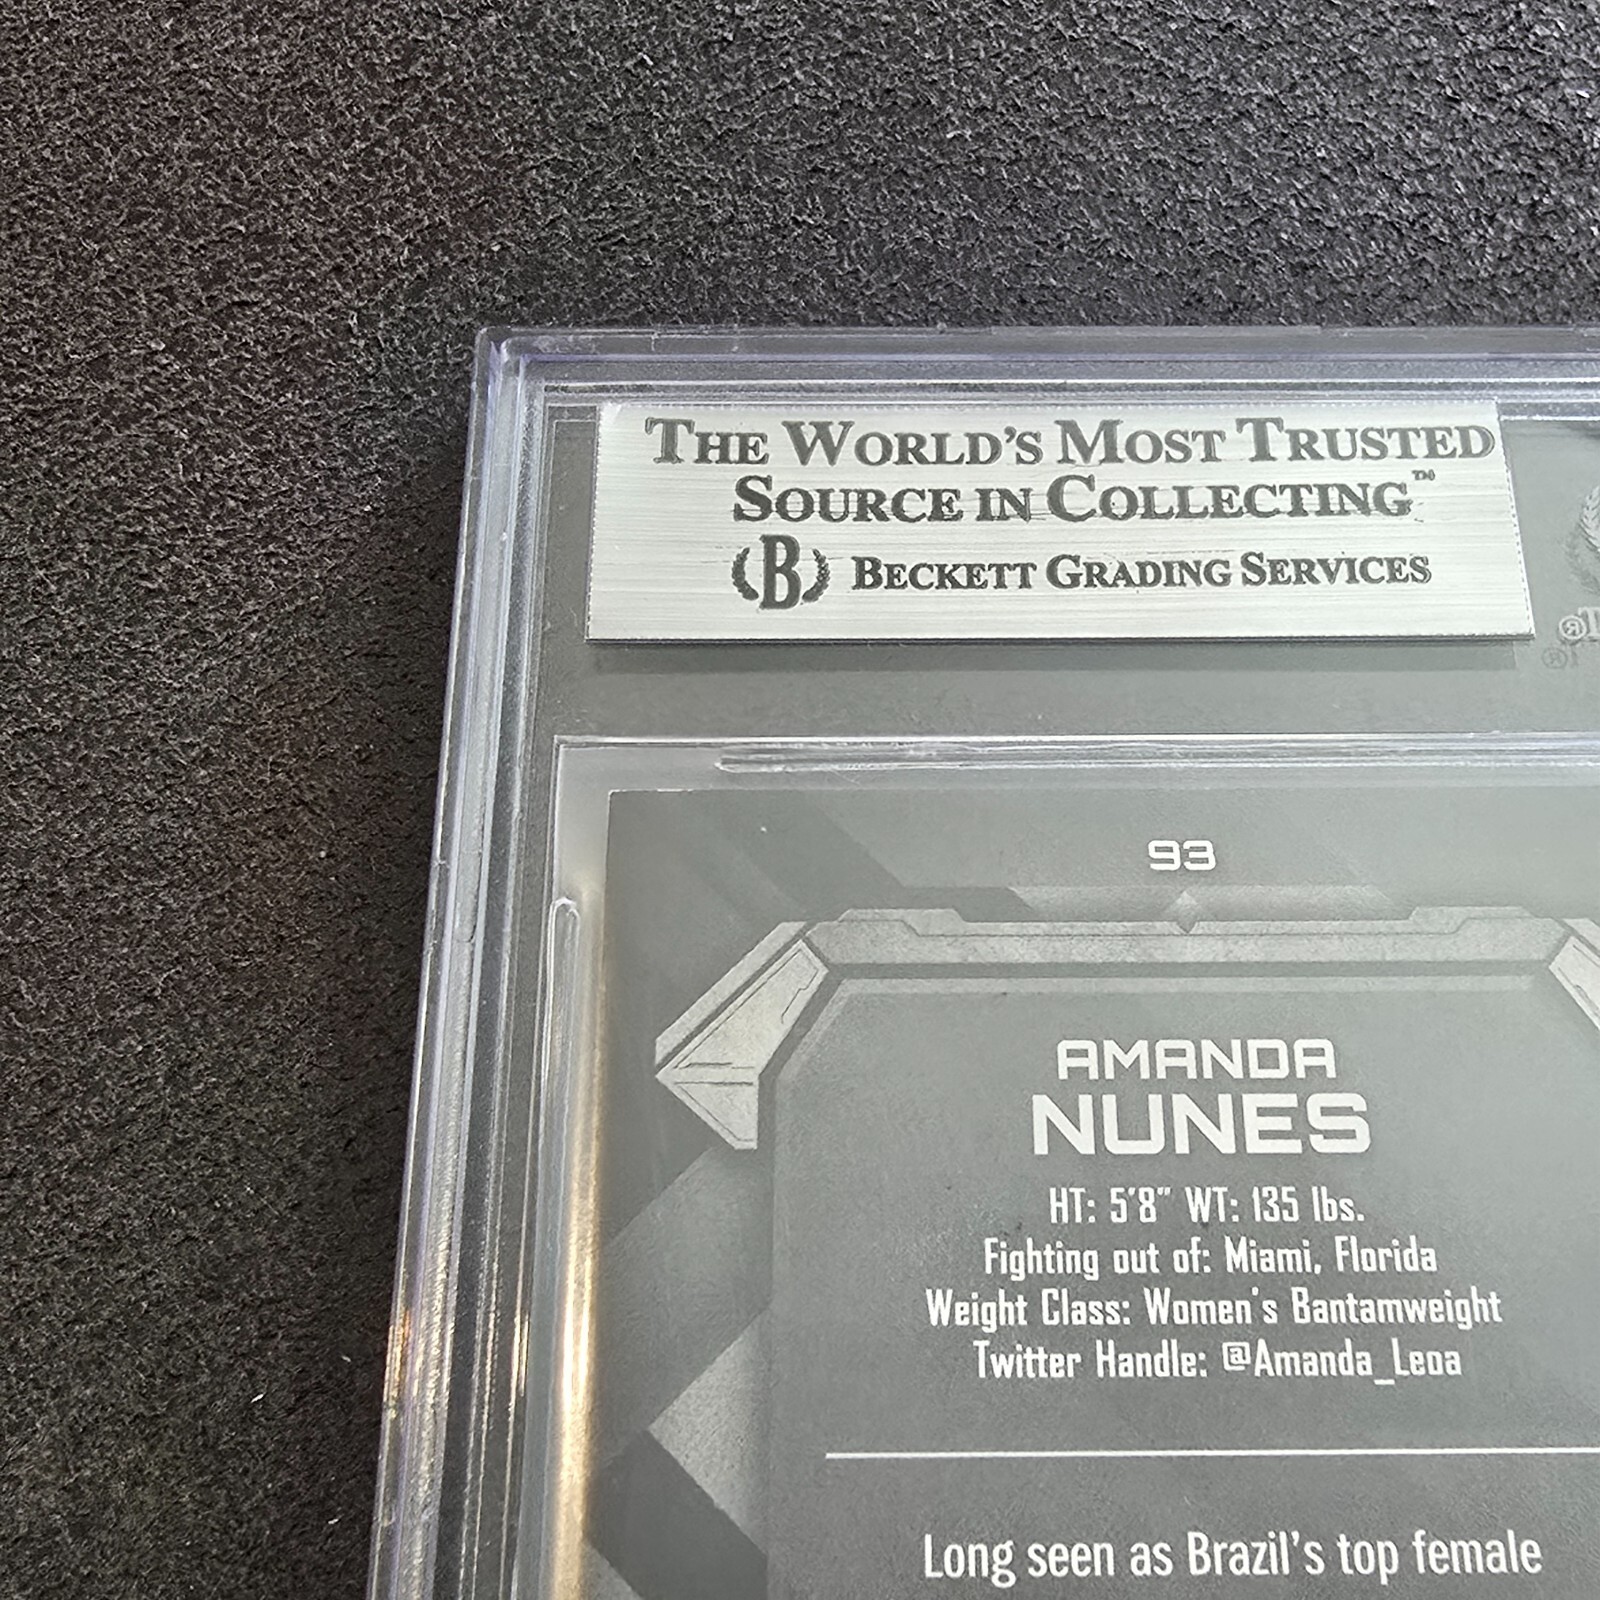 THE WORLD'S MOST TRUSTED
SOURCE IN COLLECTING™
B BECKETT GRADING SERVICES
93
AMANDA
NUNES
HT: 5'8" WT: 135 lbs.
Fighting out of: Miami, Florida
Weight Class: Women's Bantamweight
Twitter Handle: @Amanda_Leoa
Long seen as Brazil's top female